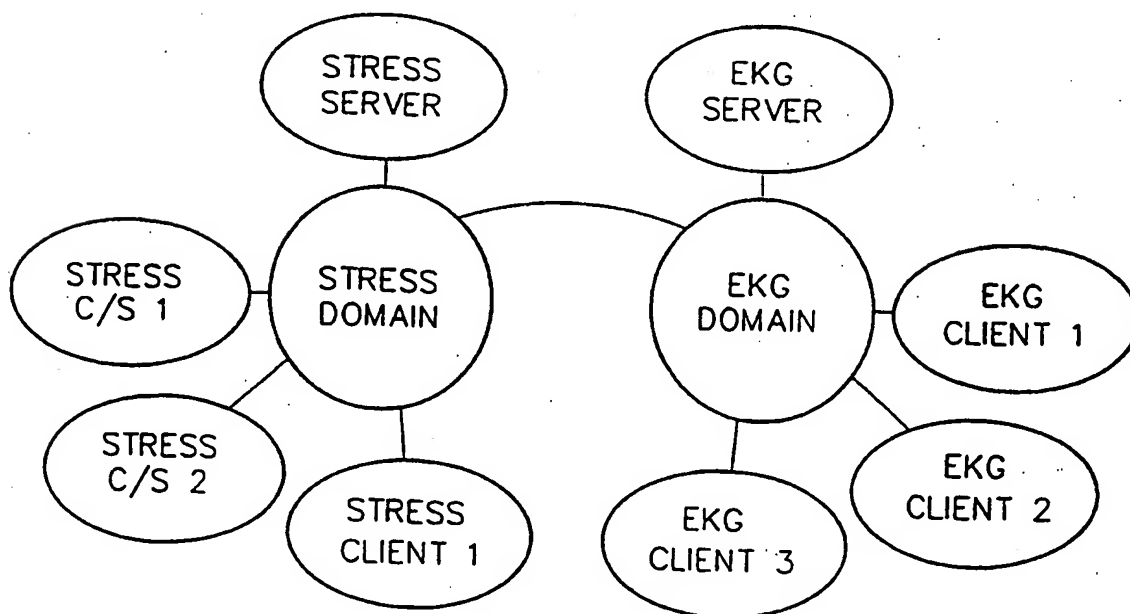 STRESS
SERVER
EKG
SERVER
STRESS
C/S 1
STRESS
DOMAIN
EKG
DOMAIN
EKG
CLIENT 1
STRESS
C/S 2
STRESS
CLIENT 1
EKG
CLIENT 3
EKG
CLIENT 2